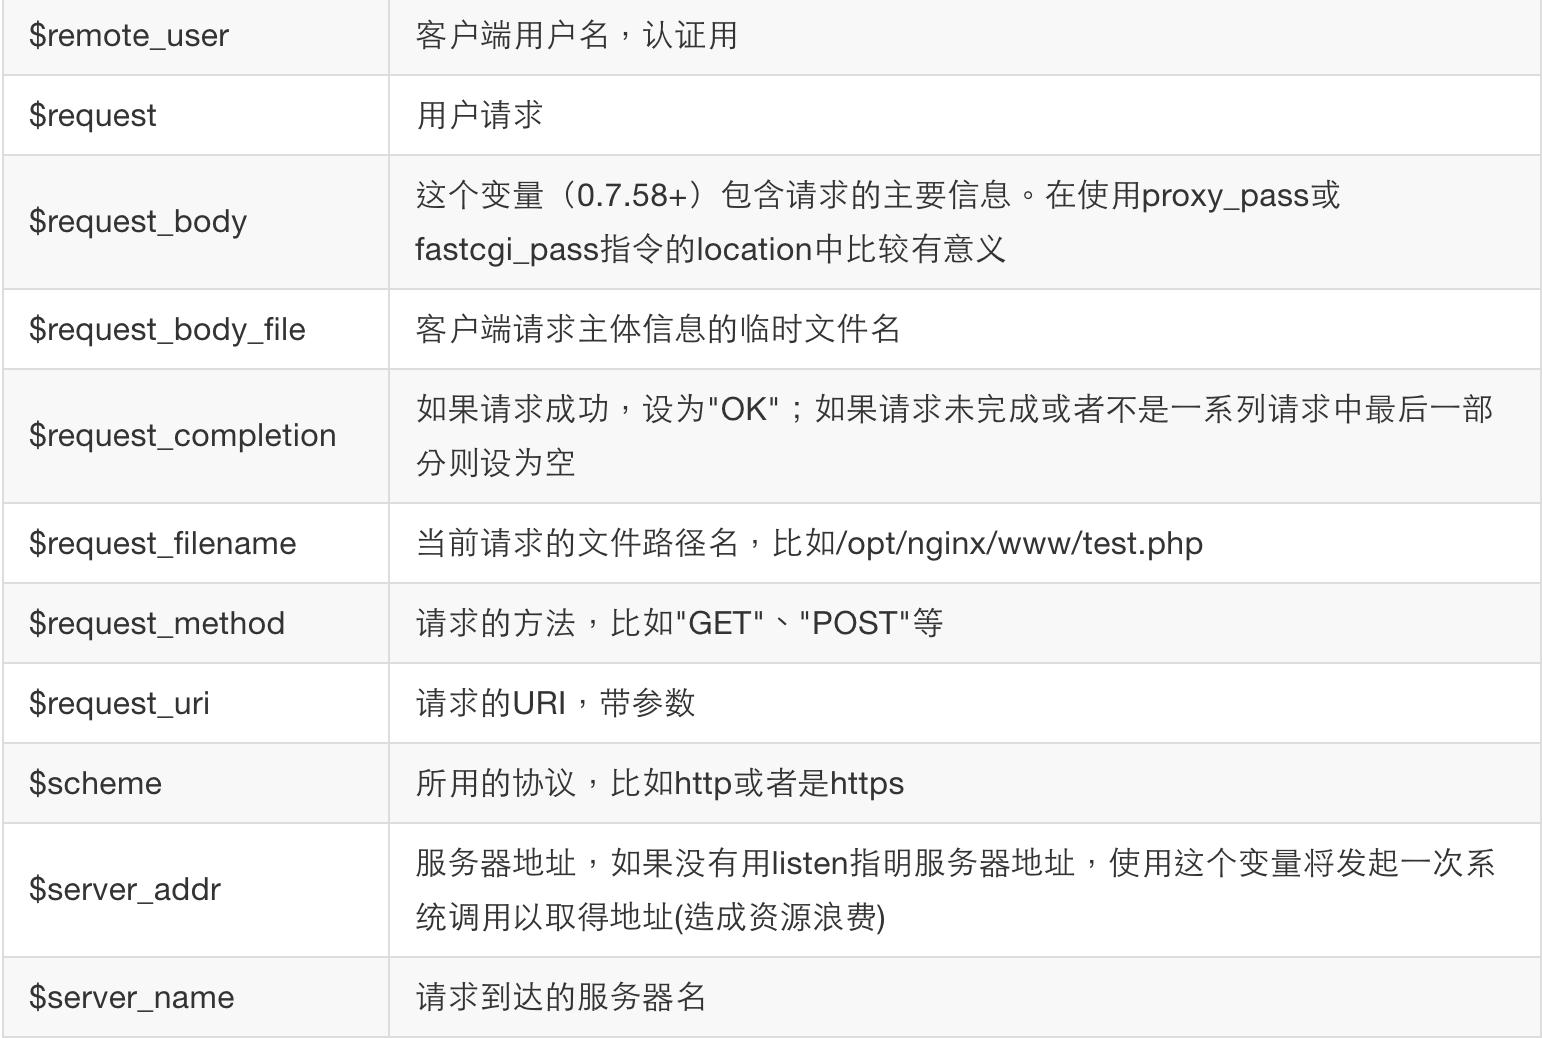 $remote_user
客户端用户名，认证用
$request
用户请求
$request_body
这个变量（0.7.58+）包含请求的主要信息。在使用proxy_pass或
fastcgi_pass指令的location中比较有意义
$request_body_file
客户端请求主体信息的临时文件名
$request_completion
如果请求成功，设为"OK"；如果请求未完成或者不是一系列请求中最后一部
分则设为空
$request_filename
当前请求的文件路径名，比如/opt/nginx/www/test.php
$request_method
请求的方法，比如"GET"、"POST"等
$request_uri
请求的URI，带参数
$scheme
所用的协议，比如http或者是https
$server_addr
服务器地址，如果没有用listen指明服务器地址，使用这个变量将发起一次系
统调用以取得地址(造成资源浪费)
$server_name
请求到达的服务器名